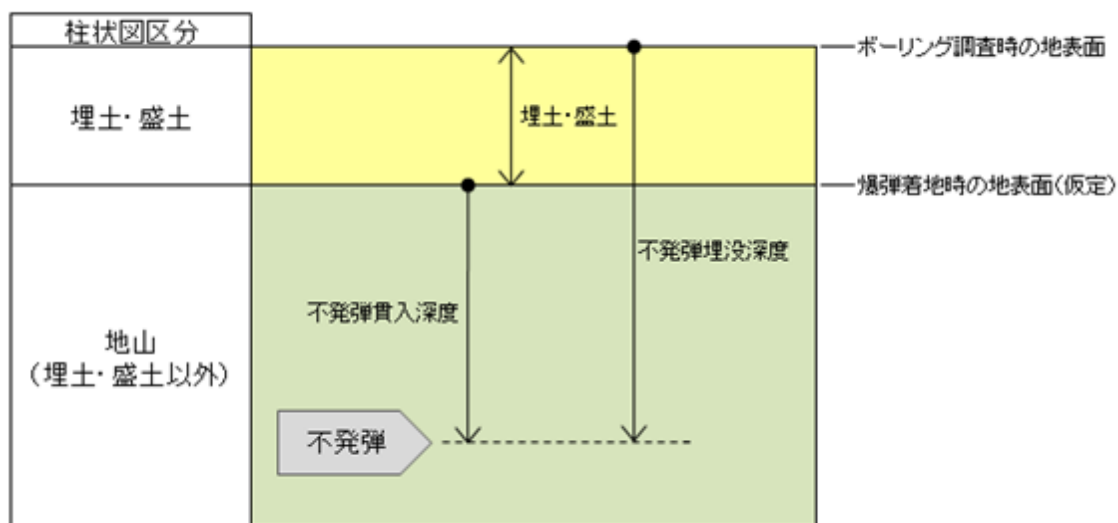 柱状図区分
ボーリング調査時の地表面
埋土・盛土
埋土・盛土
爆弾着地時の地表面(仮定)
不発弾埋没深度
不発弾貫入深度
地山
(埋土・盛土以外)
不発弾